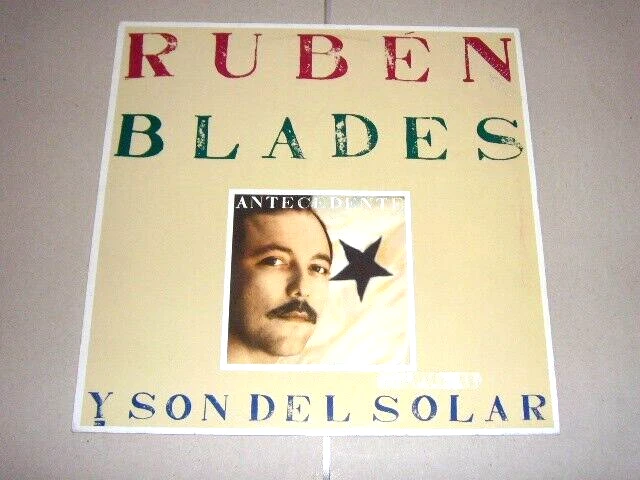 RUBÉN
BLADES
ANTECEDENTE
Y SON DEL SOLAR